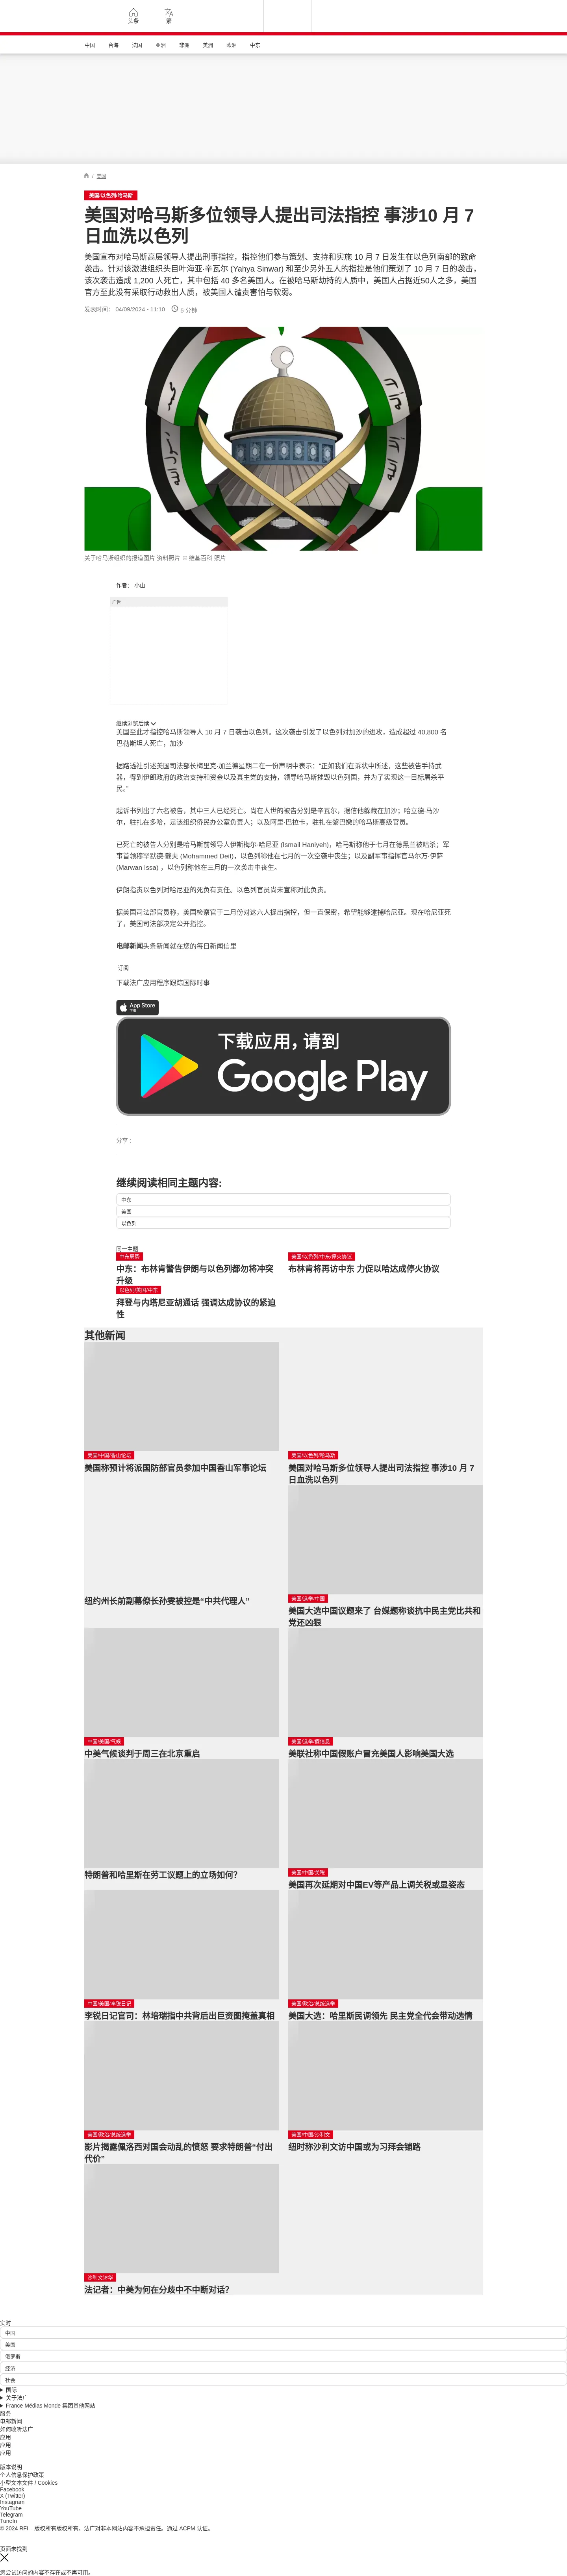 头条
繁
中国 台海 法国 亚洲 非洲 美洲 欧洲 中东
/ 美国
美国/以色列/哈马斯
美国对哈马斯多位领导人提出司法指控 事涉10 月 7
日血洗以色列
美国宣布对哈马斯高层领导人提出刑事指控，指控他们参与策划、支持和实施 10 月 7 日发生在以色列南部的致命
袭击。针对该激进组织头目叶海亚·辛瓦尔 (Yahya Sinwar) 和至少另外五人的指控是他们策划了 10 月 7 日的袭击，
该次袭击造成 1,200 人死亡，其中包括 40 多名美国人。在被哈马斯劫持的人质中，美国人占据近50人之多，美国
官方至此没有采取行动救出人质，被美国人谴责害怕与软弱。
发表时间： 04/09/2024 - 11:10 5 分钟
关于哈马斯组织的报道图片 资料照片 © 维基百科 照片
作者： 小山
广告
继续浏览后续
美国至此才指控哈马斯领导人 10 月 7 日袭击以色列。这次袭击引发了以色列对加沙的进攻，造成超过 40,800 名
巴勒斯坦人死亡，加沙
据路透社引述美国司法部长梅里克·加兰德星期二在一份声明中表示：“正如我们在诉状中所述，这些被告手持武
器，得到伊朗政府的政治支持和资金以及真主党的支持，领导哈马斯摧毁以色列国，并为了实现这一目标屠杀平
民。”
起诉书列出了六名被告，其中三人已经死亡。尚在人世的被告分别是辛瓦尔，据信他躲藏在加沙；哈立德·马沙
尔，驻扎在多哈，是该组织侨民办公室负责人；以及阿里·巴拉卡，驻扎在黎巴嫩的哈马斯高级官员。
已死亡的被告人分别是哈马斯前领导人伊斯梅尔·哈尼亚 (Ismail Haniyeh)，哈马斯称他于七月在德黑兰被暗杀；军
事首领穆罕默德·戴夫 (Mohammed Deif)，以色列称他在七月的一次空袭中丧生；以及副军事指挥官马尔万·伊萨
(Marwan Issa) ，以色列称他在三月的一次袭击中丧生。
伊朗指责以色列对哈尼亚的死负有责任。以色列官员尚未宣称对此负责。
据美国司法部官员称，美国检察官于二月份对这六人提出指控，但一直保密，希望能够逮捕哈尼亚。现在哈尼亚死
了，美国司法部决定公开指控。
电邮新闻头条新闻就在您的每日新闻信里
订阅
下载法广应用程序跟踪国际时事
App Store
下载
下载应用，请到
Google Play
分享 :
继续阅读相同主题内容:
中东
美国
以色列
同一主题
中东局势
中东：布林肯警告伊朗与以色列都勿将冲突
升级
美国/以色列/中东/停火协议
布林肯将再访中东 力促以哈达成停火协议
以色列/美国/中东
拜登与内塔尼亚胡通话 强调达成协议的紧迫
性
其他新闻
美国/中国/香山论坛
美国称预计将派国防部官员参加中国香山军事论坛
美国/以色列/哈马斯
美国对哈马斯多位领导人提出司法指控 事涉10 月 7
日血洗以色列
纽约州长前副幕僚长孙雯被控是“中共代理人”
美国/选举/中国
美国大选中国议题来了 台媒题称谈抗中民主党比共和
党还凶狠
中国/美国/气候
中美气候谈判于周三在北京重启
美国/选举/假信息
美联社称中国假账户冒充美国人影响美国大选
特朗普和哈里斯在劳工议题上的立场如何？
美国/中国/关税
美国再次延期对中国EV等产品上调关税或显姿态
中国/美国/李锐日记
李锐日记官司：林培瑞指中共背后出巨资图掩盖真相
美国/政治/总统选举
美国大选：哈里斯民调领先 民主党全代会带动选情
美国/政治/总统选举
影片揭露佩洛西对国会动乱的愤怒 要求特朗普“付出
代价”
美国/中国/沙利文
纽时称沙利文访中国或为习拜会铺路
沙利文访华
法记者：中美为何在分歧中不中断对话？
实时
中国
美国
俄罗斯
经济
社会
国际
关于法广
France Médias Monde 集团其他网站
服务
电邮新闻
如何收听法广
应用
应用
应用
版本说明
个人信息保护政策
小型文本文件 / Cookies
Facebook
X (Twitter)
Instagram
YouTube
Telegram
TuneIn
© 2024 RFI – 版权所有版权所有。法广对非本网站内容不承担责任。通过 ACPM 认证。
页面未找到
您尝试访问的内容不存在或不再可用。